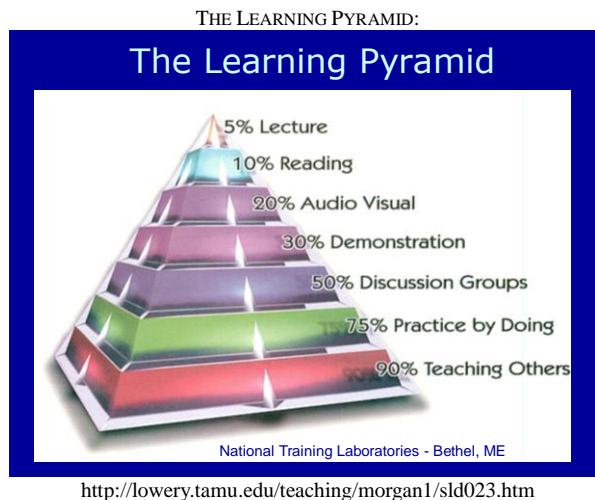 THE LEARNING PYRAMID:
The Learning Pyramid
5% Lecture
10% Reading
20% Audio Visual
30% Demonstration
50% Discussion Groups
75% Practice by Doing
90% Teaching Others
National Training Laboratories - Bethel, ME
http://lowery.tamu.edu/teaching/morgan1/sld023.htm